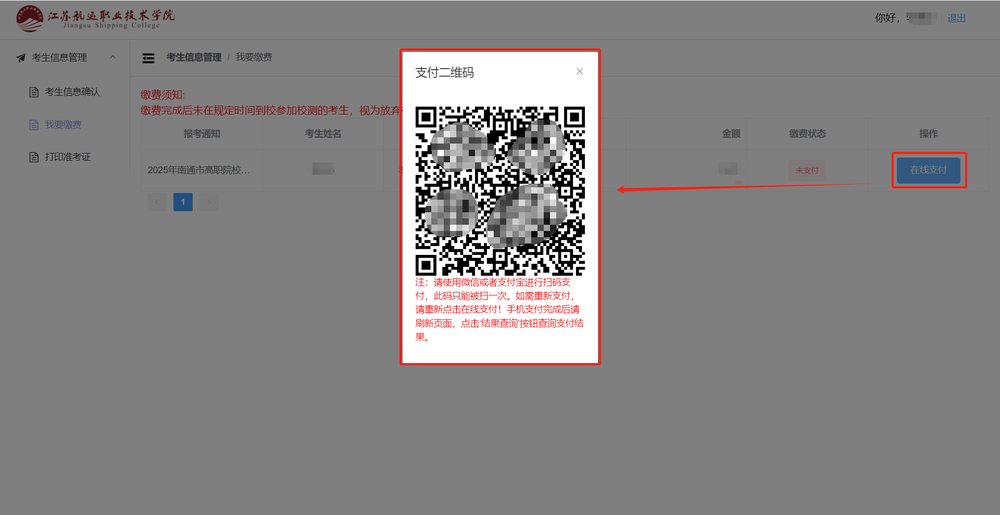 江苏航运职业技术学院
Jiangsu Shipping College
你好，
退出
考生信息管理
考生信息管理 / 我要缴费
考生信息确认
我要缴费
打印准考证
缴费须知:
缴费完成后未在规定时间到校参加校测的考生，视为放弃
报考通知 考生姓名 金额 缴费状态 操作
2025年南通市高职院校... 未支付 在线支付
1
支付二维码
注：请使用微信或者支付宝进行扫码支
付，此码只能被扫一次。如需重新支付，
请重新点击在线支付！手机支付完成后请
刷新页面，点击‘结果查询’按钮查询支付结
果。